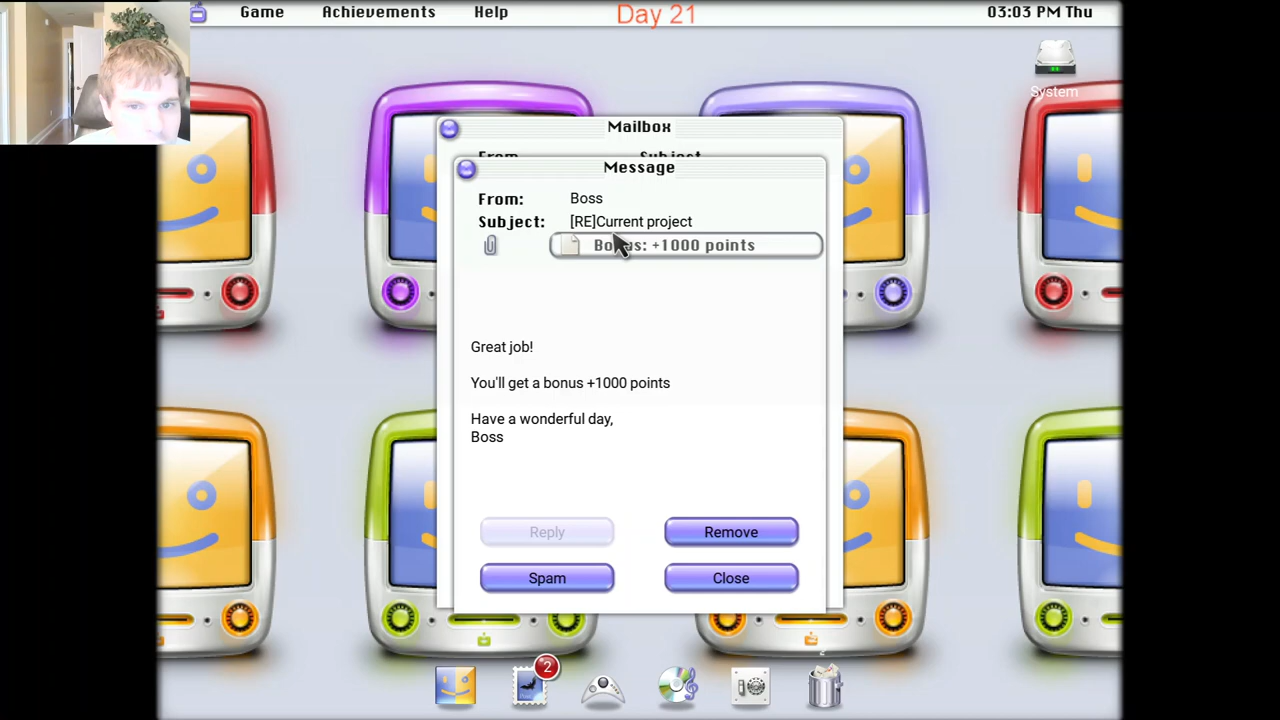 Game Achievements Help Day 21 03:03 PM Thu
System
Mailbox
Message
From: Boss
Subject: [RE]Current project
Bonus: +1000 points
Great job!
You'll get a bonus +1000 points
Have a wonderful day,
Boss
Reply Remove
Spam Close
2